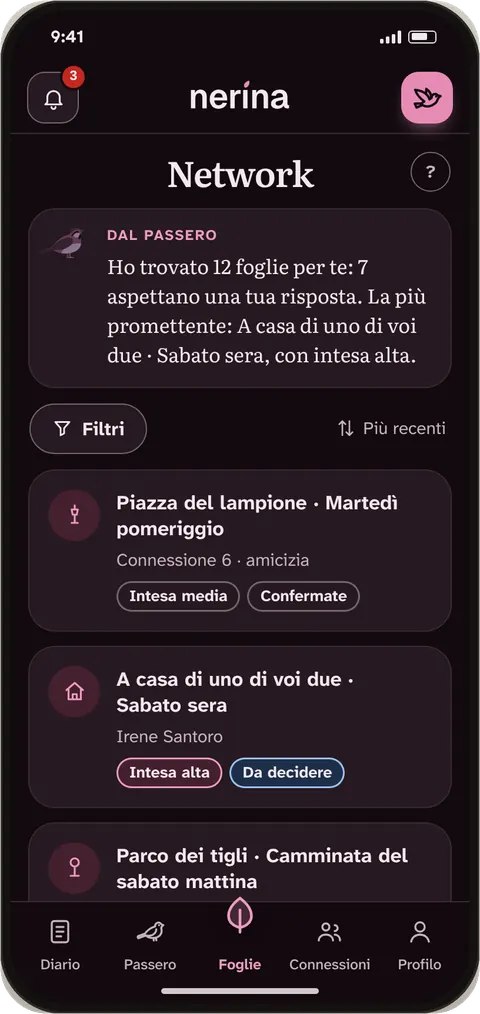 9:41
3
nerina
Network
?
DAL PASSERO
Ho trovato 12 foglie per te: 7
aspettano una tua risposta. La più
promettente: A casa di uno di voi
due · Sabato sera, con intesa alta.
Filtri
Più recenti
Piazza del lampione · Martedì
pomeriggio
Connessione 6 · amicizia
Intesa media
Confermate
A casa di uno di voi due ·
Sabato sera
Irene Santoro
Intesa alta
Da decidere
Parco dei tigli · Camminata del
sabato mattina
Diario
Passero
Foglie
Connessioni
Profilo